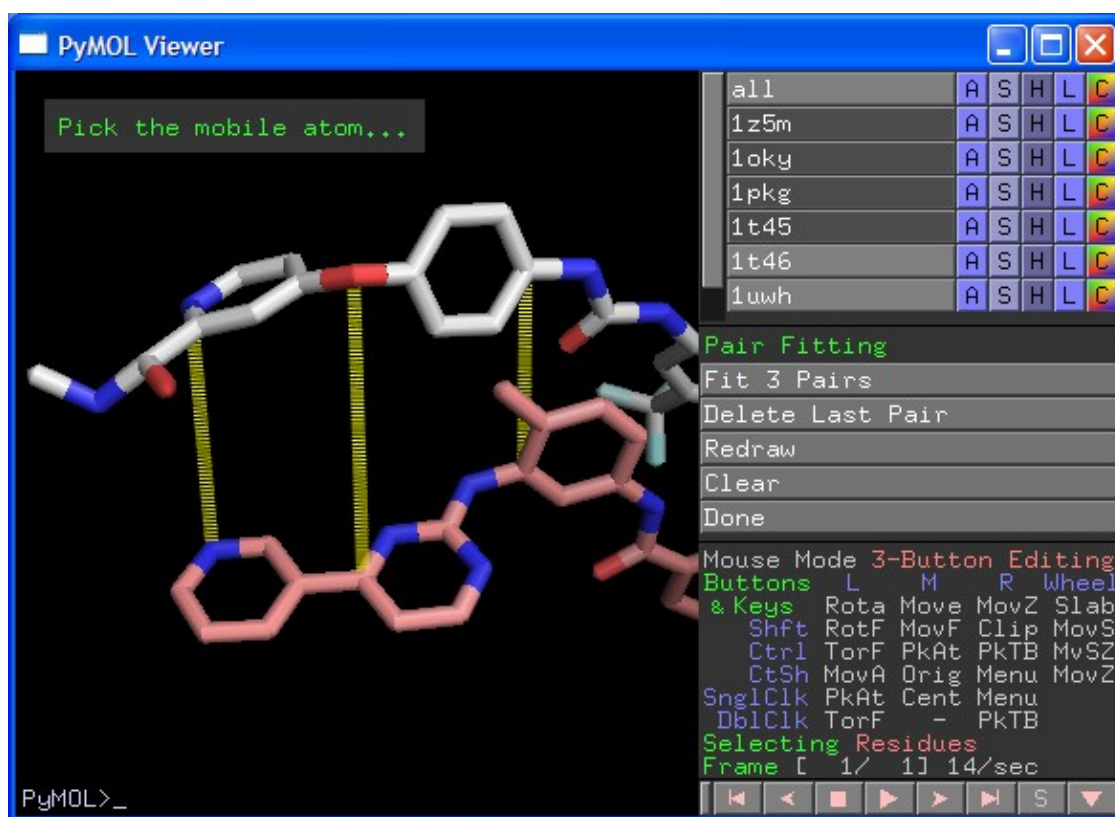 PyMOL Viewer
Pick the mobile atom...
all A S H L C
1z5m A S H L C
1oky A S H L C
1pkg A S H L C
1t45 A S H L C
1t46 A S H L C
1uwh A S H L C
Pair Fitting
Fit 3 Pairs
Delete Last Pair
Redraw
Clear
Done
Mouse Mode 3-Button Editing
Buttons L M R Wheel
& Keys Rota Move MovZ Slab
Shft RotF MovF Clip MovS
Ctrl TorF PkAt PkTB MvSZ
CtSh MovA Orig Menu MovZ
SnglClk PkAt Cent Menu
DblClk TorF - PkTB
Selecting Residues
Frame [ 1/ 1] 14/sec
S
PyMOL>_